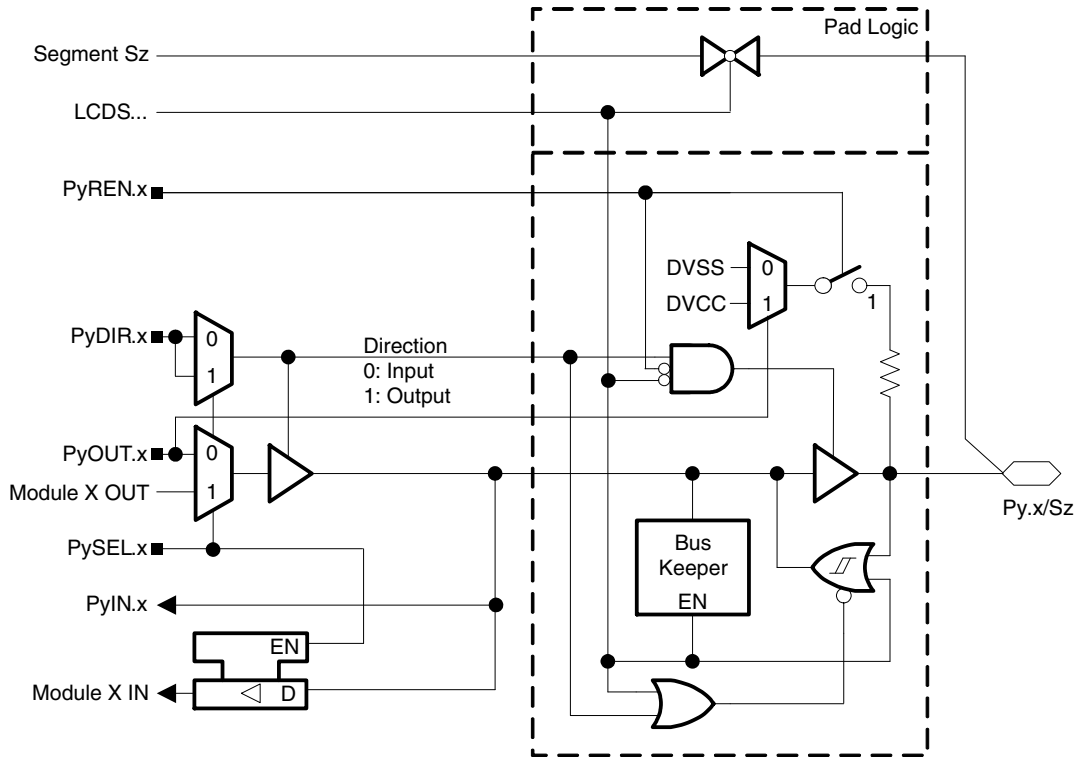 Pad Logic
Segment Sz
LCDS...
PyREN.x
DVSS
0
DVCC
1
1
PyDIR.x
0
1
Direction
0: Input
1: Output
PyOUT.x
0
Module X OUT
1
Py.x/Sz
PySEL.x
Bus
Keeper
EN
PyIN.x
EN
Module X IN
D